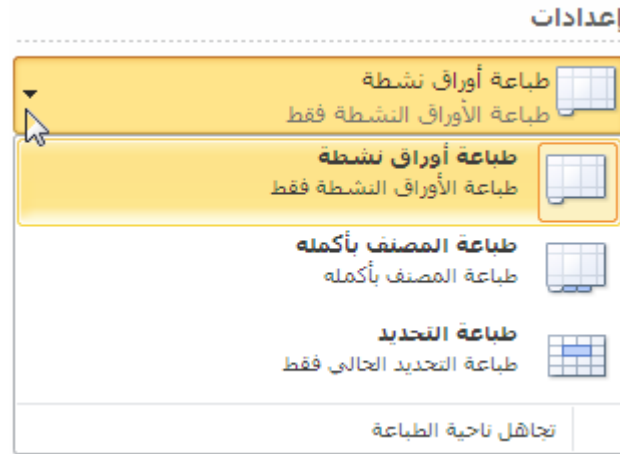 إعدادات
طباعة أوراق نشطة
طباعة الأوراق النشطة فقط
طباعة أوراق نشطة
طباعة الأوراق النشطة فقط
طباعة المصنف بأكمله
طباعة المصنف بأكمله
طباعة التحديد
طباعة التحديد الحالي فقط
تجاهل ناحية الطباعة